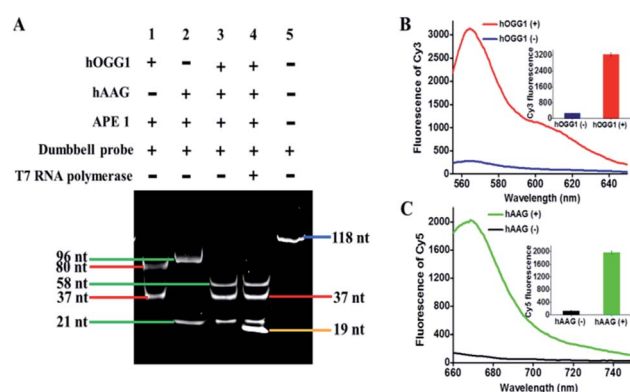 A
1 2 3 4 5
hOGG1 + − + + −
hAAG − + + + −
APE 1 + + + + −
Dumbbell probe + + + + +
T7 RNA polymerase − − − + −
96 nt
80 nt
58 nt
37 nt
21 nt
118 nt
37 nt
19 nt
B
hOGG1 (+)
hOGG1 (-)
Fluorescence of Cy3
3000
2500
2000
1500
1000
500
0
560 580 600 620 640
Wavelength (nm)
Cy3 fluorescence
3200
2400
1600
800
0
hOGG1 (-) hOGG1 (+)
C
hAAG (+)
hAAG (-)
Fluorescence of Cy5
2000
1600
1200
800
400
0
660 680 700 720 740
Wavelength (nm)
Cy5 fluorescence
2000
1500
1000
500
0
hAAG (-) hAAG (+)